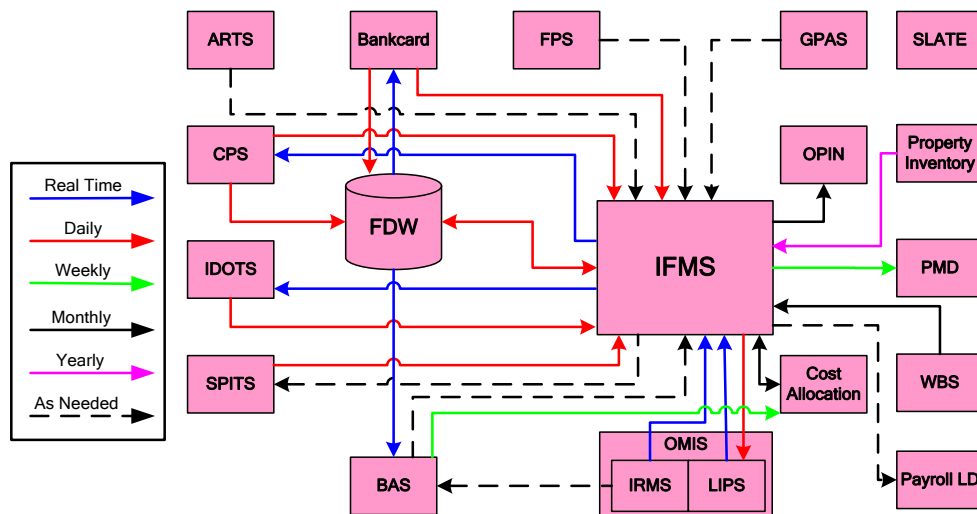 ARTS
Bankcard
FPS
GPAS
SLATE
CPS
OPIN
Property
Inventory
Real Time
Daily
Weekly
Monthly
Yearly
As Needed
FDW
IFMS
IDOTS
PMD
SPITS
Cost
Allocation
WBS
OMIS
BAS
IRMS
LIPS
Payroll LD